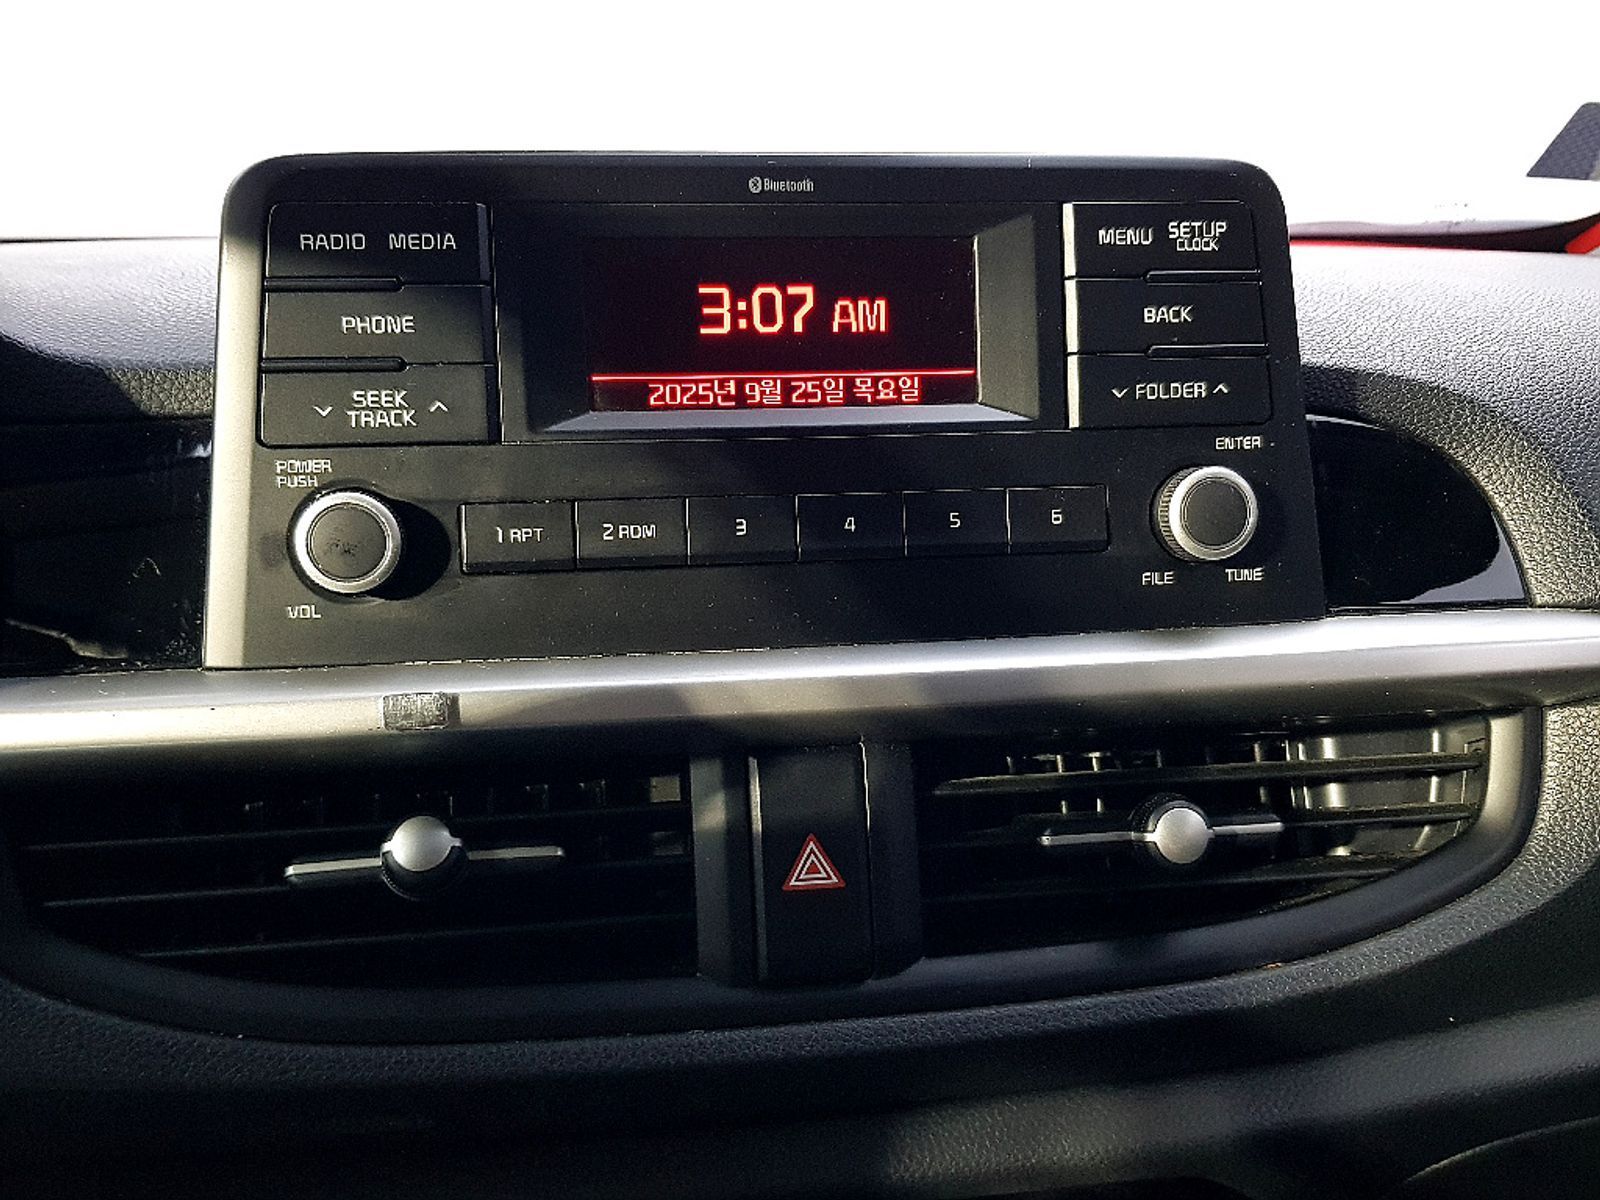 Bluetooth
RADIO MEDIA
PHONE
SEEK
TRACK
3:07 AM
2025년 9월 25일 목요일
MENU SETUP
CLOCK
BACK
FOLDER
POWER
PUSH
VOL
1 RPT
2 RDM
3
4
5
6
ENTER
FILE
TUNE